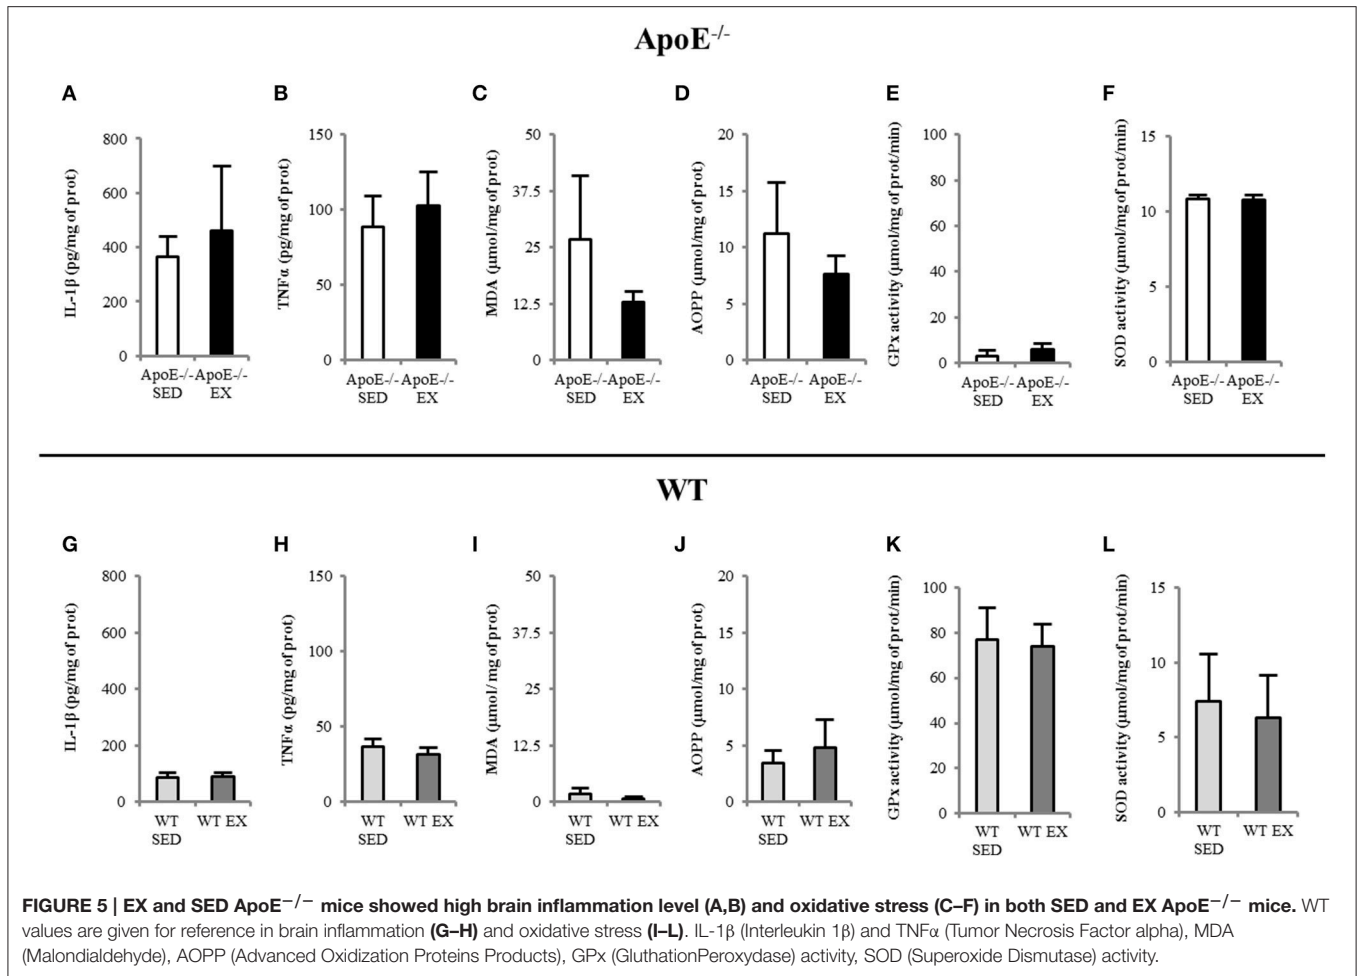 ApoE-/-
A
B
C
D
E
F
IL-1β (pg/mg of prot)
800
600
400
200
0
ApoE-/- ApoE-/-
SED EX
TNFα (pg/mg of prot)
150
100
50
0
ApoE-/- ApoE-/-
SED EX
MDA (µmol/mg of prot)
50
37.5
25
12.5
0
ApoE-/- ApoE-/-
SED EX
AOPP (µmol/mg of prot)
20
15
10
5
0
ApoE-/- ApoE-/-
SED EX
GPx activity (µmol/mg of prot/min)
100
80
60
40
20
0
ApoE-/- ApoE-/-
SED EX
SOD activity (µmol/mg of prot/min)
15
10
5
0
ApoE-/- ApoE-/-
SED EX
WT
G
H
I
J
K
L
IL-1β (pg/mg of prot)
800
600
400
200
0
WT WT EX
SED
TNFα (pg/mg of prot)
150
100
50
0
WT WT EX
SED
MDA (µmol/ mg of prot)
50
37.5
25
12.5
0
WT WT EX
SED
AOPP (µmol/ mg of prot)
20
15
10
5
0
WT WT EX
SED
GPx activity (µmol/mg of prot/min)
100
80
60
40
20
0
WT WT EX
SED
SOD activity (µmol/mg of prot/min)
15
10
5
0
WT WT EX
SED
FIGURE 5 | EX and SED ApoE−/− mice showed high brain inflammation level (A,B) and oxidative stress (C–F) in both SED and EX ApoE−/− mice. WT
values are given for reference in brain inflammation (G–H) and oxidative stress (I–L). IL-1β (Interleukin 1β) and TNFα (Tumor Necrosis Factor alpha), MDA
(Malondialdehyde), AOPP (Advanced Oxidization Proteins Products), GPx (GluthationPeroxydase) activity, SOD (Superoxide Dismutase) activity.